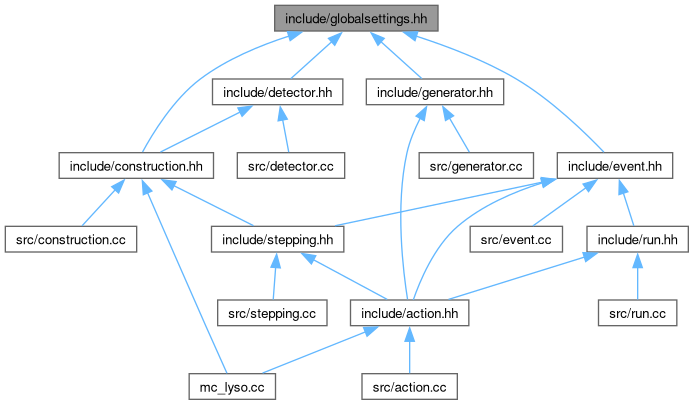 include/globalsettings.hh
include/detector.hh
include/generator.hh
include/construction.hh
src/detector.cc
src/generator.cc
include/event.hh
src/construction.cc
include/stepping.hh
src/event.cc
include/run.hh
src/stepping.cc
include/action.hh
src/run.cc
mc_lyso.cc
src/action.cc